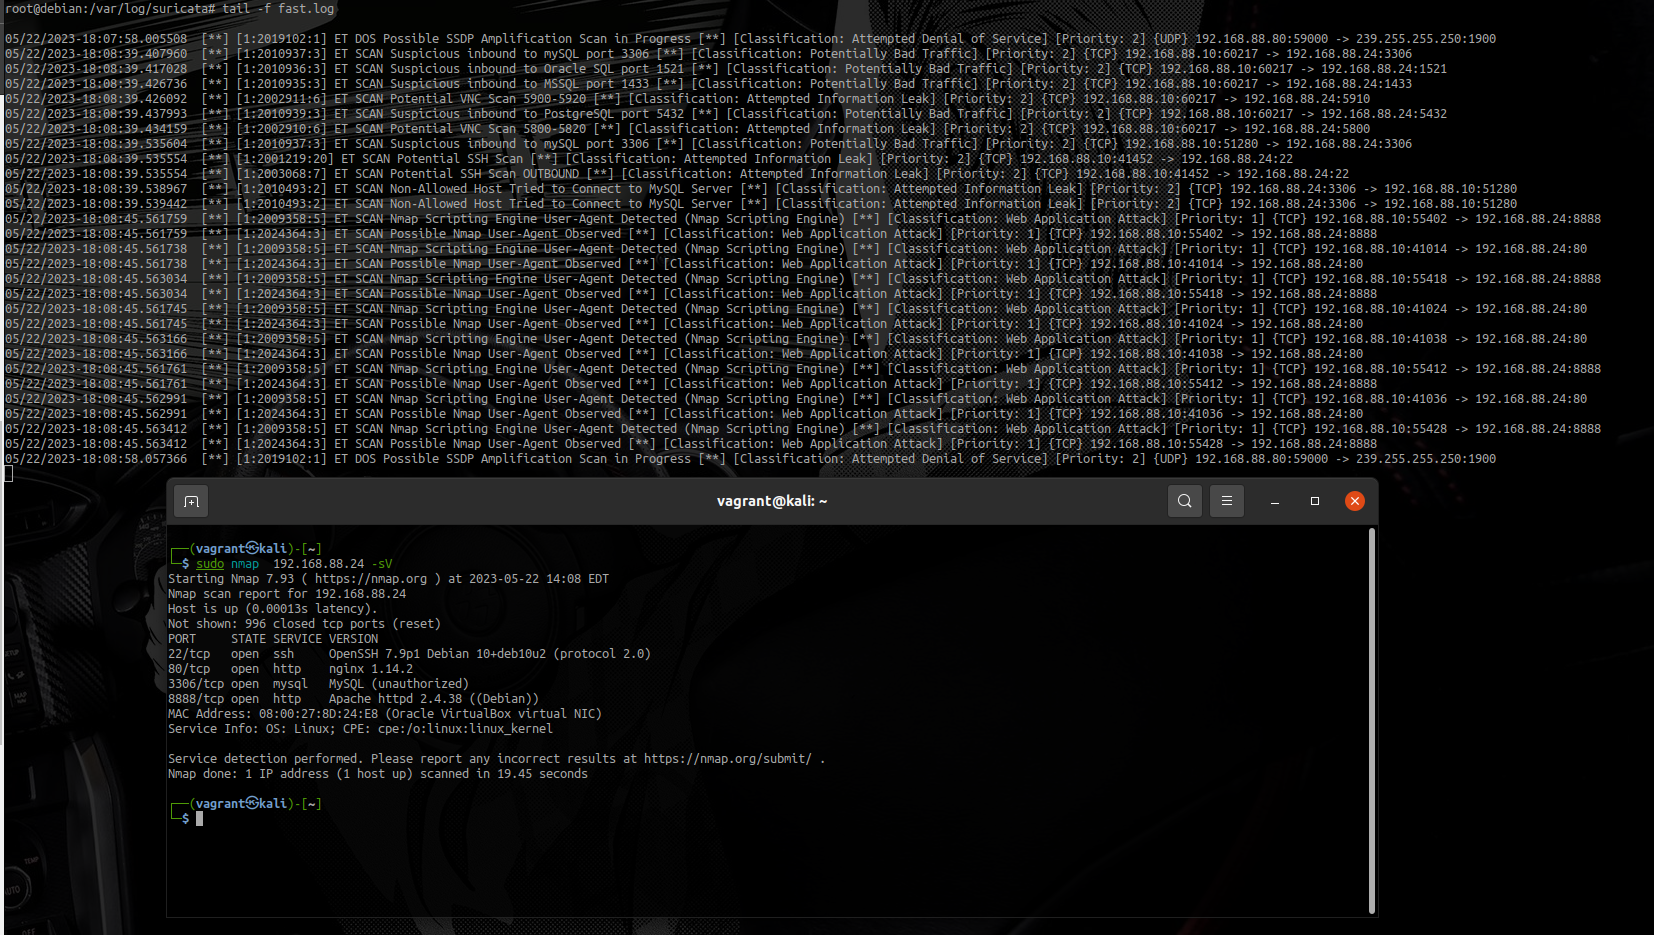 root@debian:/var/log/suricata# tail -f fast.log
05/22/2023-18:07:58.005508  [**] [1:2019102:1] ET DOS Possible SSDP Amplification Scan in Progress [**] [Classification: Attempted Denial of Service] [Priority: 2] {UDP} 192.168.88.80:59000 -> 239.255.255.250:1900
05/22/2023-18:08:39.407960  [**] [1:2010937:3] ET SCAN Suspicious inbound to mySQL port 3306 [**] [Classification: Potentially Bad Traffic] [Priority: 2] {TCP} 192.168.88.10:60217 -> 192.168.88.24:3306
05/22/2023-18:08:39.417028  [**] [1:2010936:3] ET SCAN Suspicious inbound to Oracle SQL port 1521 [**] [Classification: Potentially Bad Traffic] [Priority: 2] {TCP} 192.168.88.10:60217 -> 192.168.88.24:1521
05/22/2023-18:08:39.426736  [**] [1:2010935:3] ET SCAN Suspicious inbound to MSSQL port 1433 [**] [Classification: Potentially Bad Traffic] [Priority: 2] {TCP} 192.168.88.10:60217 -> 192.168.88.24:1433
05/22/2023-18:08:39.426092  [**] [1:2002911:6] ET SCAN Potential VNC Scan 5900-5920 [**] [Classification: Attempted Information Leak] [Priority: 2] {TCP} 192.168.88.10:60217 -> 192.168.88.24:5910
05/22/2023-18:08:39.437993  [**] [1:2010939:3] ET SCAN Suspicious inbound to PostgreSQL port 5432 [**] [Classification: Potentially Bad Traffic] [Priority: 2] {TCP} 192.168.88.10:60217 -> 192.168.88.24:5432
05/22/2023-18:08:39.434159  [**] [1:2002910:6] ET SCAN Potential VNC Scan 5800-5820 [**] [Classification: Attempted Information Leak] [Priority: 2] {TCP} 192.168.88.10:60217 -> 192.168.88.24:5800
05/22/2023-18:08:39.535604  [**] [1:2010937:3] ET SCAN Suspicious inbound to mySQL port 3306 [**] [Classification: Potentially Bad Traffic] [Priority: 2] {TCP} 192.168.88.10:51280 -> 192.168.88.24:3306
05/22/2023-18:08:39.535554  [**] [1:2001219:20] ET SCAN Potential SSH Scan [**] [Classification: Attempted Information Leak] [Priority: 2] {TCP} 192.168.88.10:41452 -> 192.168.88.24:22
05/22/2023-18:08:39.535554  [**] [1:2003068:7] ET SCAN Potential SSH Scan OUTBOUND [**] [Classification: Attempted Information Leak] [Priority: 2] {TCP} 192.168.88.10:41452 -> 192.168.88.24:22
05/22/2023-18:08:39.538967  [**] [1:2010493:2] ET SCAN Non-Allowed Host Tried to Connect to MySQL Server [**] [Classification: Attempted Information Leak] [Priority: 2] {TCP} 192.168.88.24:3306 -> 192.168.88.10:51280
05/22/2023-18:08:39.539442  [**] [1:2010493:2] ET SCAN Non-Allowed Host Tried to Connect to MySQL Server [**] [Classification: Attempted Information Leak] [Priority: 2] {TCP} 192.168.88.24:3306 -> 192.168.88.10:51280
05/22/2023-18:08:45.561759  [**] [1:2009358:5] ET SCAN Nmap Scripting Engine User-Agent Detected (Nmap Scripting Engine) [**] [Classification: Web Application Attack] [Priority: 1] {TCP} 192.168.88.10:55402 -> 192.168.88.24:8888
05/22/2023-18:08:45.561759  [**] [1:2024364:3] ET SCAN Possible Nmap User-Agent Observed [**] [Classification: Web Application Attack] [Priority: 1] {TCP} 192.168.88.10:55402 -> 192.168.88.24:8888
05/22/2023-18:08:45.561738  [**] [1:2009358:5] ET SCAN Nmap Scripting Engine User-Agent Detected (Nmap Scripting Engine) [**] [Classification: Web Application Attack] [Priority: 1] {TCP} 192.168.88.10:41014 -> 192.168.88.24:80
05/22/2023-18:08:45.561738  [**] [1:2024364:3] ET SCAN Possible Nmap User-Agent Observed [**] [Classification: Web Application Attack] [Priority: 1] {TCP} 192.168.88.10:41014 -> 192.168.88.24:80
05/22/2023-18:08:45.563034  [**] [1:2009358:5] ET SCAN Nmap Scripting Engine User-Agent Detected (Nmap Scripting Engine) [**] [Classification: Web Application Attack] [Priority: 1] {TCP} 192.168.88.10:55418 -> 192.168.88.24:8888
05/22/2023-18:08:45.563034  [**] [1:2024364:3] ET SCAN Possible Nmap User-Agent Observed [**] [Classification: Web Application Attack] [Priority: 1] {TCP} 192.168.88.10:55418 -> 192.168.88.24:8888
05/22/2023-18:08:45.561745  [**] [1:2009358:5] ET SCAN Nmap Scripting Engine User-Agent Detected (Nmap Scripting Engine) [**] [Classification: Web Application Attack] [Priority: 1] {TCP} 192.168.88.10:41024 -> 192.168.88.24:80
05/22/2023-18:08:45.561745  [**] [1:2024364:3] ET SCAN Possible Nmap User-Agent Observed [**] [Classification: Web Application Attack] [Priority: 1] {TCP} 192.168.88.10:41024 -> 192.168.88.24:80
05/22/2023-18:08:45.563166  [**] [1:2009358:5] ET SCAN Nmap Scripting Engine User-Agent Detected (Nmap Scripting Engine) [**] [Classification: Web Application Attack] [Priority: 1] {TCP} 192.168.88.10:41038 -> 192.168.88.24:80
05/22/2023-18:08:45.563166  [**] [1:2024364:3] ET SCAN Possible Nmap User-Agent Observed [**] [Classification: Web Application Attack] [Priority: 1] {TCP} 192.168.88.10:41038 -> 192.168.88.24:80
05/22/2023-18:08:45.561761  [**] [1:2009358:5] ET SCAN Nmap Scripting Engine User-Agent Detected (Nmap Scripting Engine) [**] [Classification: Web Application Attack] [Priority: 1] {TCP} 192.168.88.10:55412 -> 192.168.88.24:8888
05/22/2023-18:08:45.561761  [**] [1:2024364:3] ET SCAN Possible Nmap User-Agent Observed [**] [Classification: Web Application Attack] [Priority: 1] {TCP} 192.168.88.10:55412 -> 192.168.88.24:8888
05/22/2023-18:08:45.562991  [**] [1:2009358:5] ET SCAN Nmap Scripting Engine User-Agent Detected (Nmap Scripting Engine) [**] [Classification: Web Application Attack] [Priority: 1] {TCP} 192.168.88.10:41036 -> 192.168.88.24:80
05/22/2023-18:08:45.562991  [**] [1:2024364:3] ET SCAN Possible Nmap User-Agent Observed [**] [Classification: Web Application Attack] [Priority: 1] {TCP} 192.168.88.10:41036 -> 192.168.88.24:80
05/22/2023-18:08:45.563412  [**] [1:2009358:5] ET SCAN Nmap Scripting Engine User-Agent Detected (Nmap Scripting Engine) [**] [Classification: Web Application Attack] [Priority: 1] {TCP} 192.168.88.10:55428 -> 192.168.88.24:8888
05/22/2023-18:08:45.563412  [**] [1:2024364:3] ET SCAN Possible Nmap User-Agent Observed [**] [Classification: Web Application Attack] [Priority: 1] {TCP} 192.168.88.10:55428 -> 192.168.88.24:8888
05/22/2023-18:08:58.057366  [**] [1:2019102:1] ET DOS Possible SSDP Amplification Scan in Progress [**] [Classification: Attempted Denial of Service] [Priority: 2] {UDP} 192.168.88.80:59000 -> 239.255.255.250:1900
vagrant@kali: ~
┌──(vagrant㉿kali)-[~]
└─$ sudo nmap  192.168.88.24 -sV
Starting Nmap 7.93 ( https://nmap.org ) at 2023-05-22 14:08 EDT
Nmap scan report for 192.168.88.24
Host is up (0.00013s latency).
Not shown: 996 closed tcp ports (reset)
PORT     STATE SERVICE VERSION
22/tcp   open  ssh     OpenSSH 7.9p1 Debian 10+deb10u2 (protocol 2.0)
80/tcp   open  http    nginx 1.14.2
3306/tcp open  mysql   MySQL (unauthorized)
8888/tcp open  http    Apache httpd 2.4.38 ((Debian))
MAC Address: 08:00:27:8D:24:E8 (Oracle VirtualBox virtual NIC)
Service Info: OS: Linux; CPE: cpe:/o:linux:linux_kernel
Service detection performed. Please report any incorrect results at https://nmap.org/submit/ .
Nmap done: 1 IP address (1 host up) scanned in 19.45 seconds
┌──(vagrant㉿kali)-[~]
└─$
TEMP
AUTO